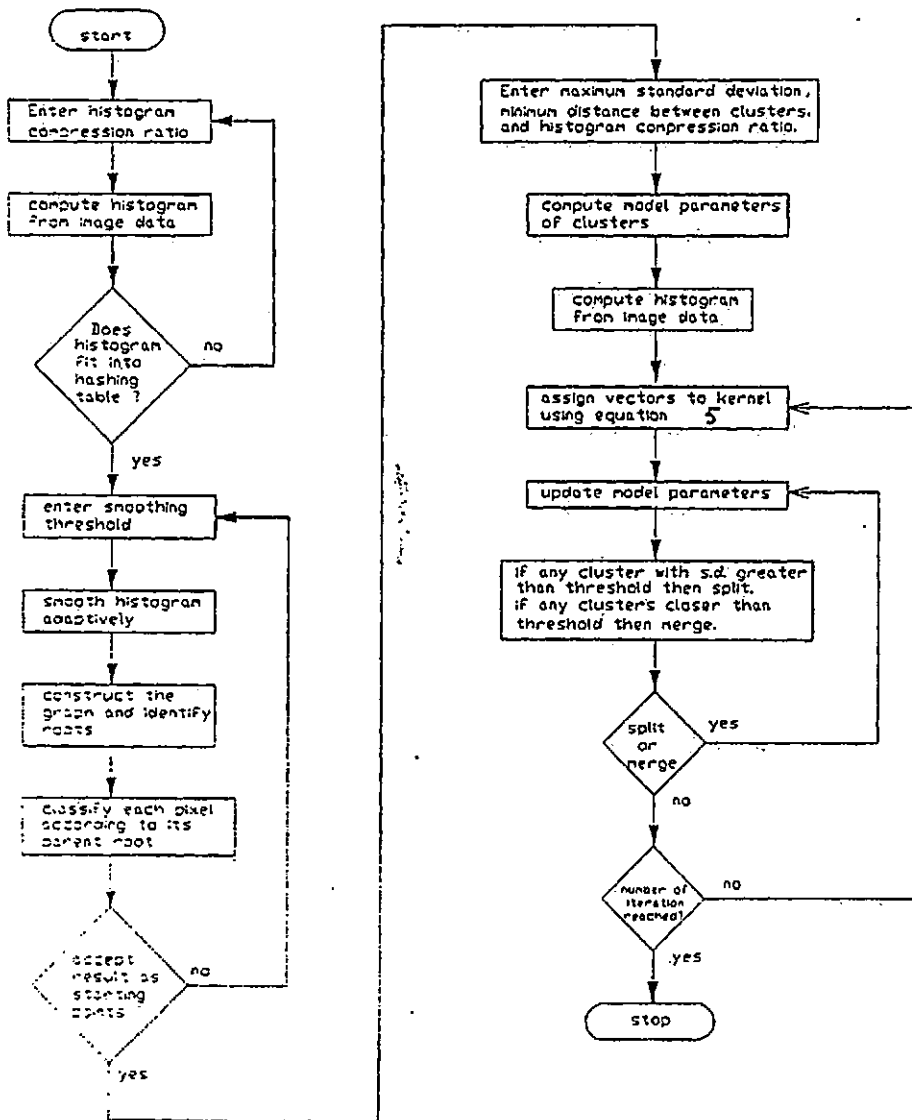 start
Enter histogram
compression ratio
compute histogram
from image data
Does
histogram
fit into
hashing
table ?
no
yes
enter smoothing
threshold
smooth histogram
adaptively
construct the
graph and identify
roots
classify each pixel
according to its
parent root
accept
result as
starting
points
no
yes
Enter maximum standard deviation,
minimum distance between clusters,
and histogram compression ratio.
compute model parameters
of clusters
compute histogram
from image data
assign vectors to kernel
using equation 5
update model parameters
if any cluster with s.d. greater
than threshold then split.
if any cluster's closer than
threshold then merge.
split
or
merge
yes
no
number of
iteration
reached?
no
yes
stop